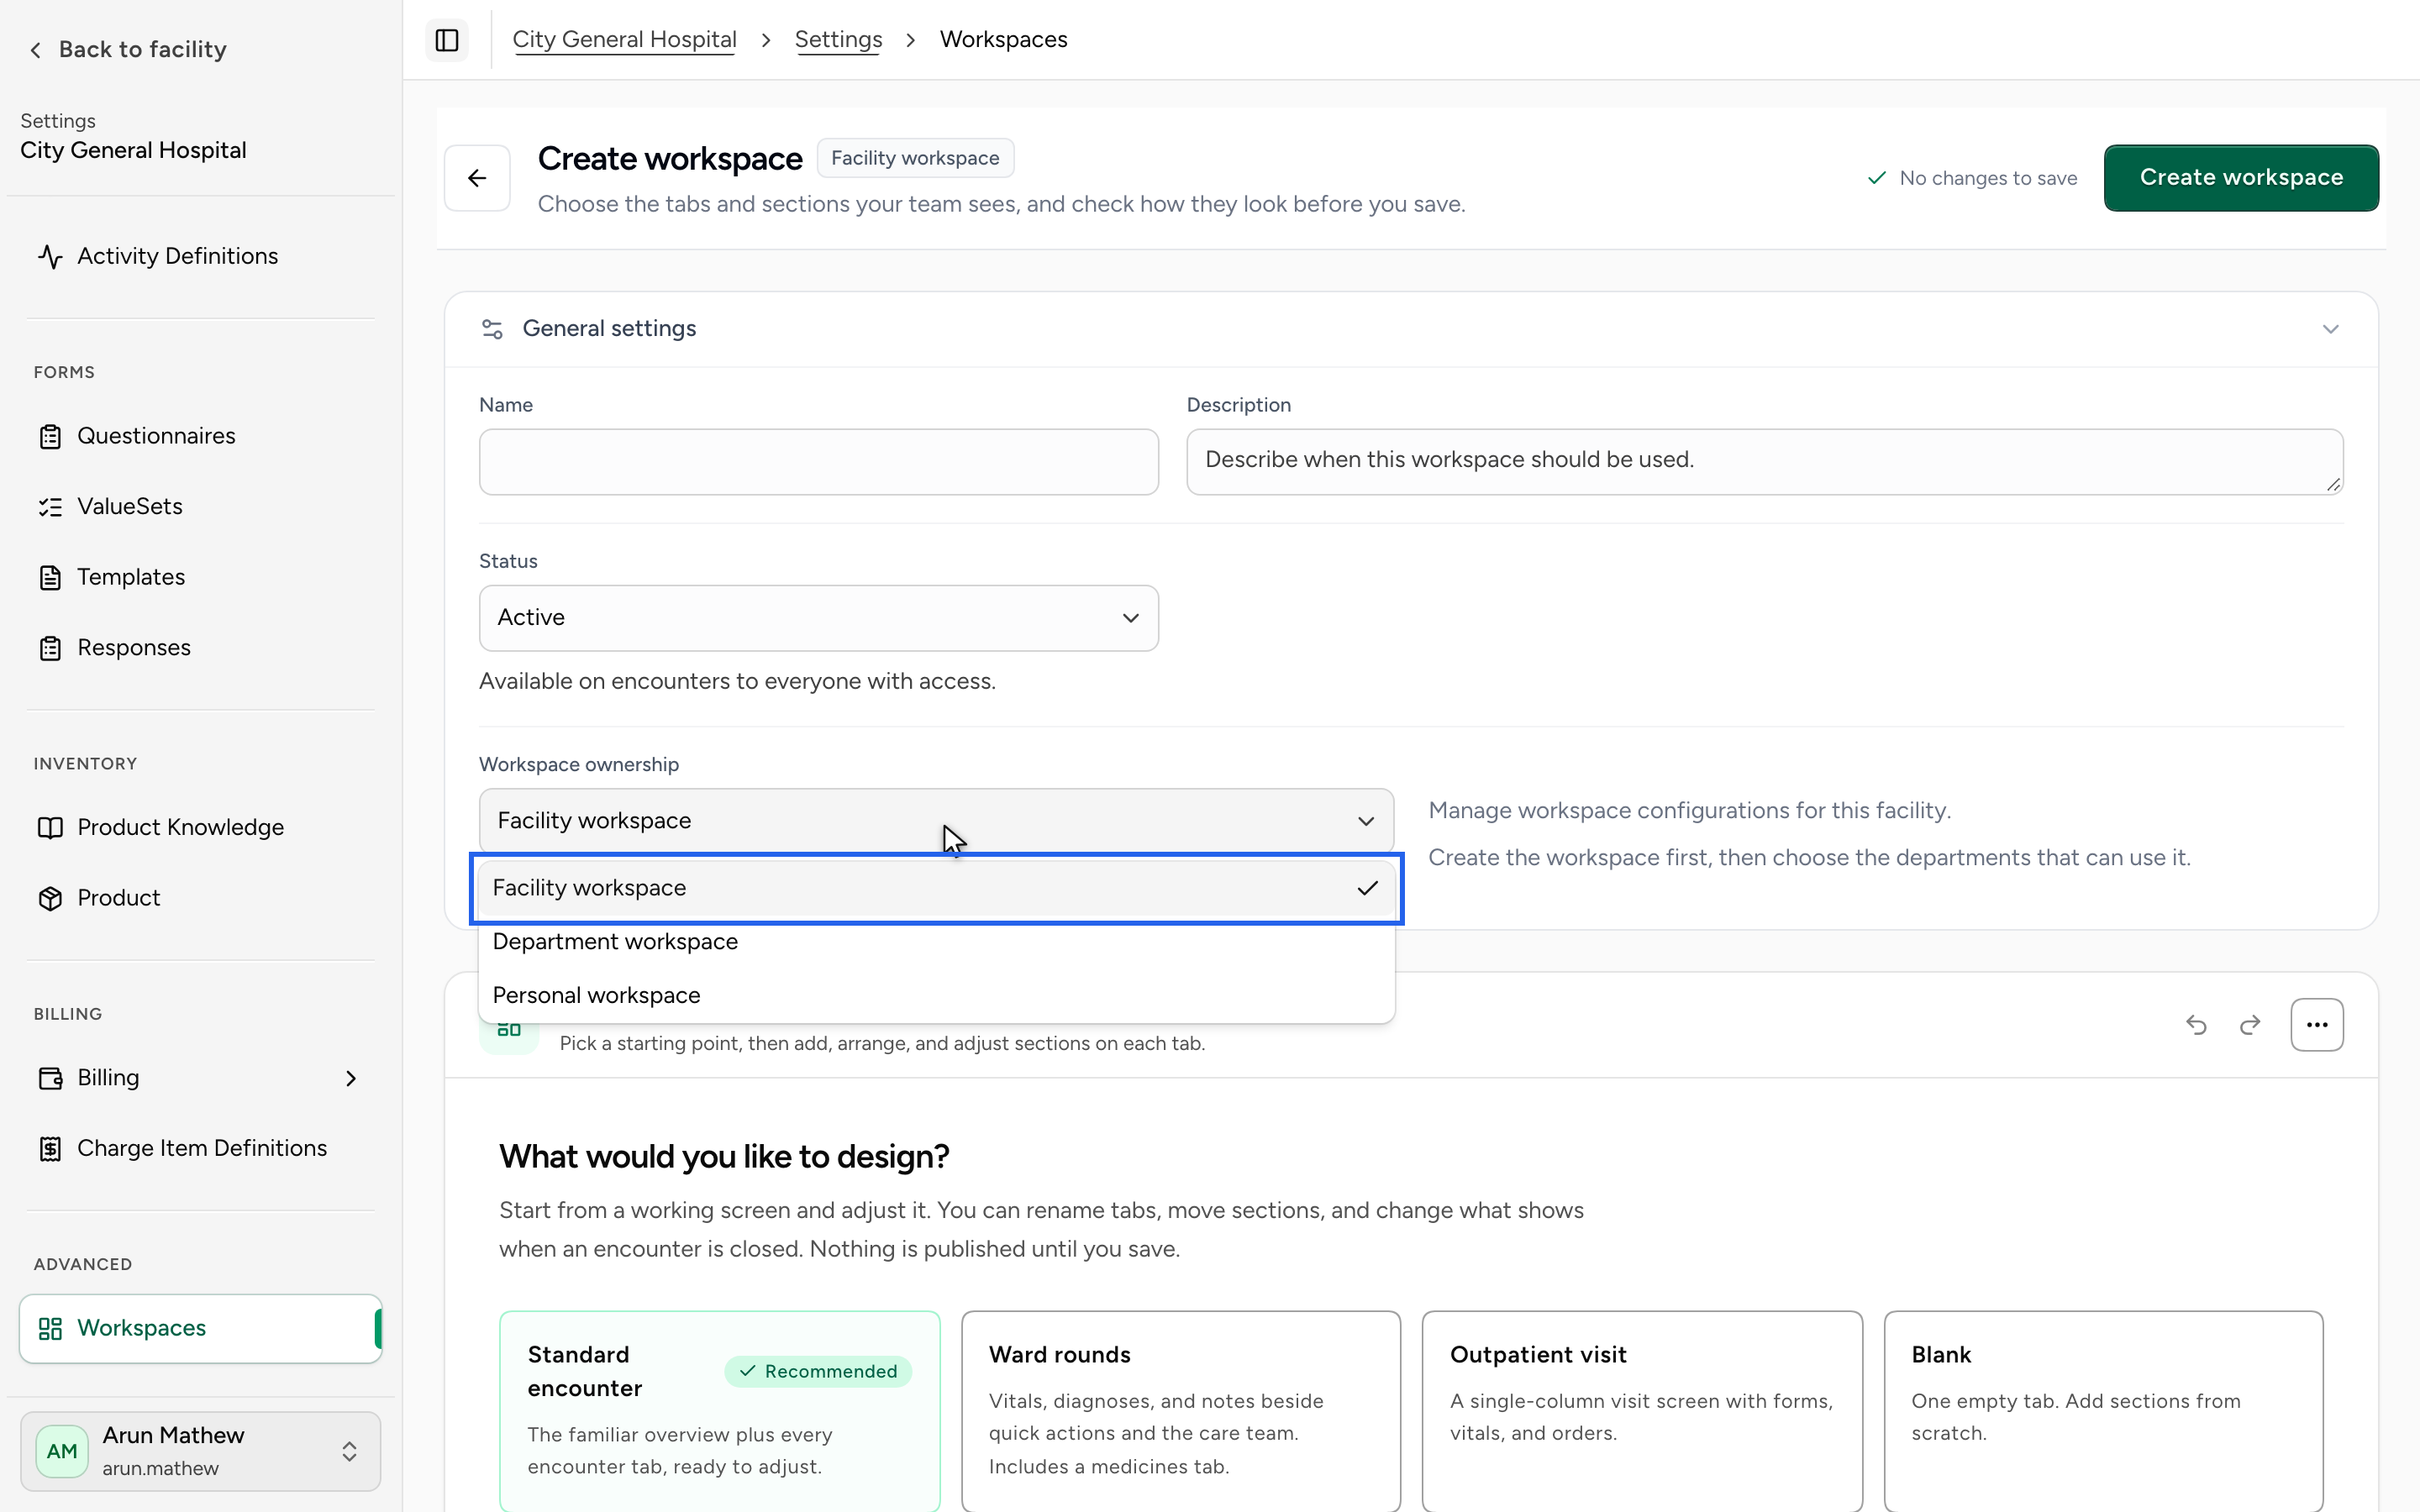 Back to facility
Settings
City General Hospital
Activity Definitions
FORMS
Questionnaires
ValueSets
Templates
Responses
INVENTORY
Product Knowledge
Product
BILLING
Billing
Charge Item Definitions
ADVANCED
Workspaces
AM
Arun Mathew
arun.mathew
City General Hospital
Settings
Workspaces
Create workspace
Facility workspace
Choose the tabs and sections your team sees, and check how they look before you save.
No changes to save
Create workspace
General settings
Name
Description
Describe when this workspace should be used.
Status
Active
Available on encounters to everyone with access.
Workspace ownership
Facility workspace
Manage workspace configurations for this facility.
Create the workspace first, then choose the departments that can use it.
Facility workspace
Department workspace
Personal workspace
Pick a starting point, then add, arrange, and adjust sections on each tab.
What would you like to design?
Start from a working screen and adjust it. You can rename tabs, move sections, and change what shows
when an encounter is closed. Nothing is published until you save.
Standard
encounter
Recommended
The familiar overview plus every
encounter tab, ready to adjust.
Ward rounds
Vitals, diagnoses, and notes beside
quick actions and the care team.
Includes a medicines tab.
Outpatient visit
A single-column visit screen with forms,
vitals, and orders.
Blank
One empty tab. Add sections from
scratch.